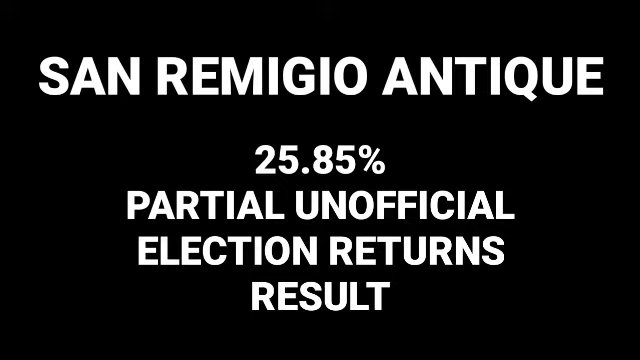 SAN REMIGIO ANTIQUE
25.85%
PARTIAL UNOFFICIAL
ELECTION RETURNS
RESULT